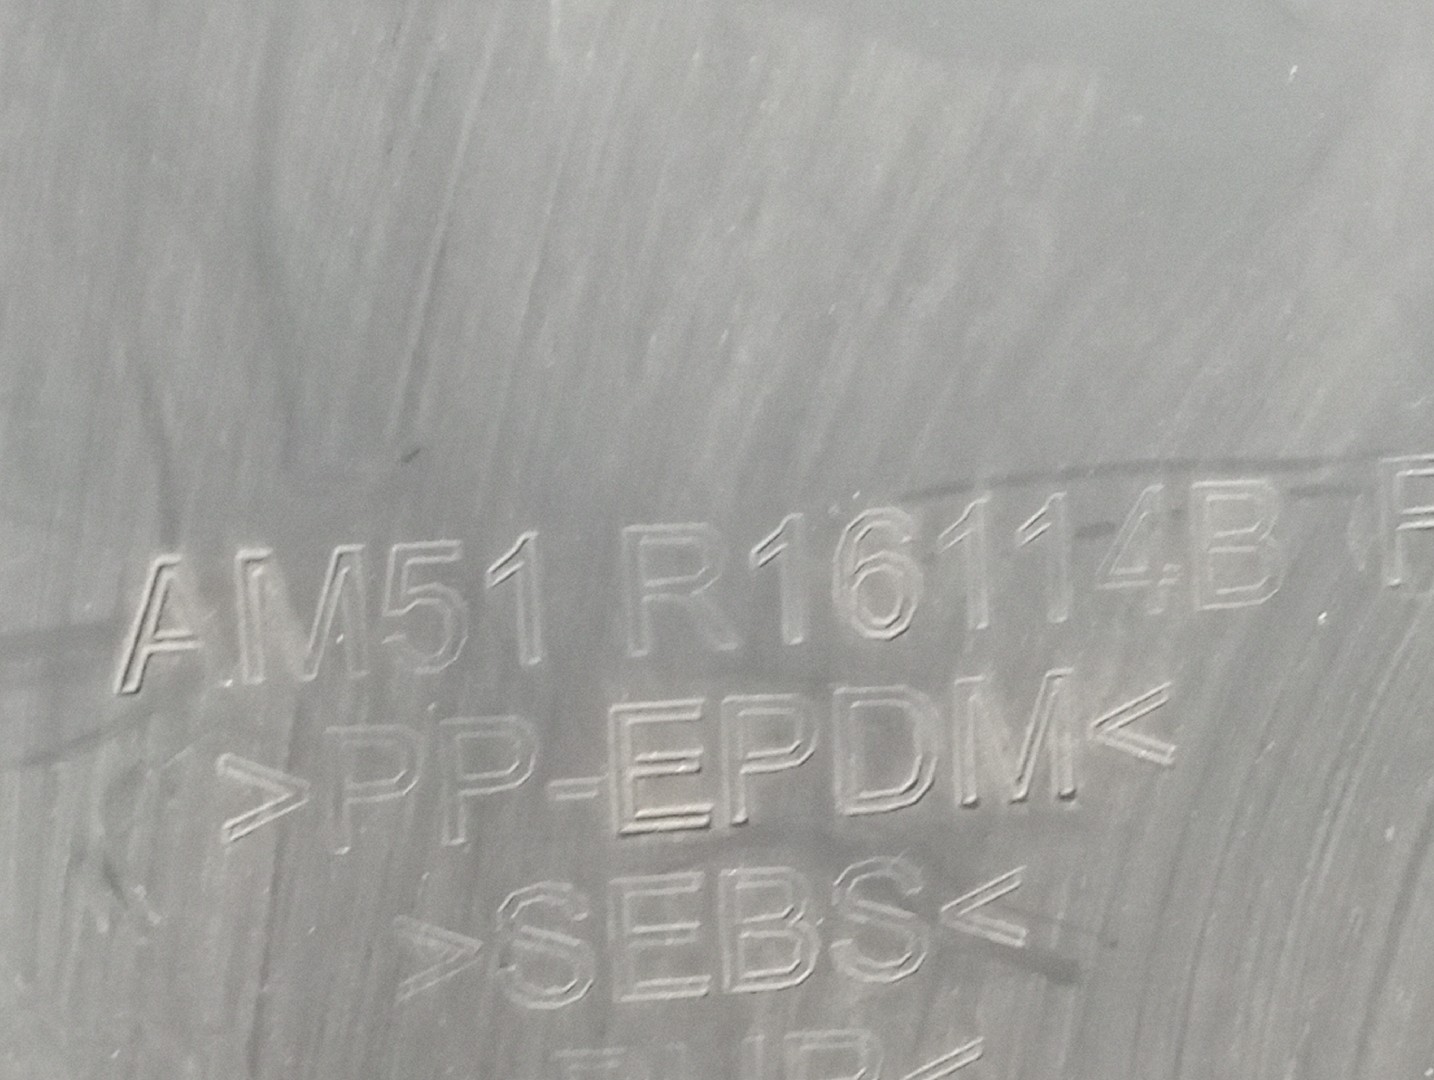 AM51 R16114B
>PP-EPDM<
>SEBS<